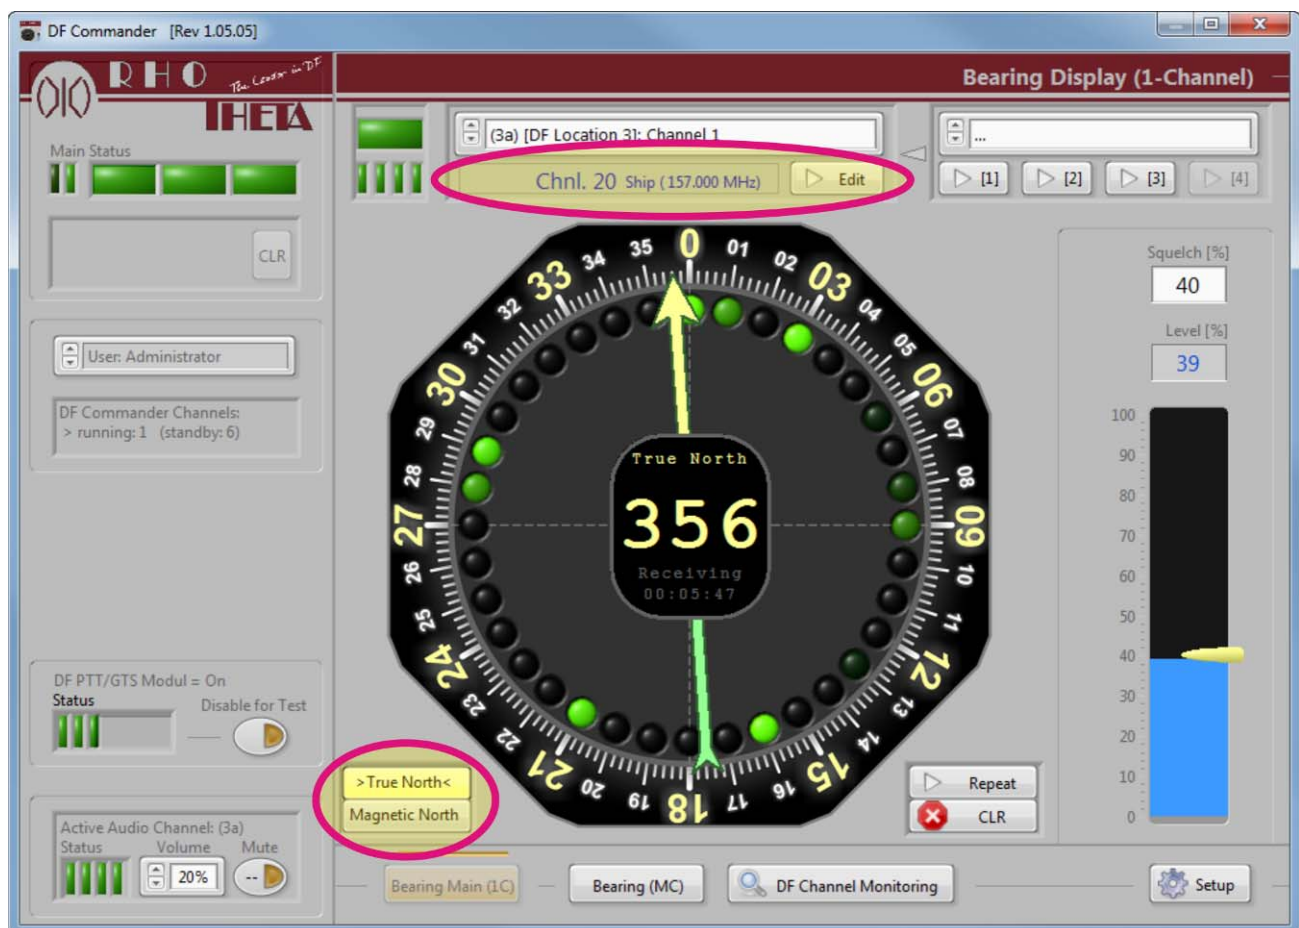 DF Commander [Rev 1.05.05]
RHO The Leader in DF
THETA
Bearing Display (1-Channel)
Main Status
CLR
(3a) [DF Location 3]: Channel 1
Chnl. 20 Ship (157.000 MHz)
Edit
...
[1] [2] [3] [4]
User: Administrator
DF Commander Channels:
> running: 1 (standby: 6)
0 01 02 03 04 05 06 07 08 09 10 11 12 13 14 15 16 17 18 19 20 21 22 23 24 25 26 27 28 29 30 31 32 33 34 35
True North
356
Receiving
00:05:47
Squelch [%]
40
Level [%]
39
100
90
80
70
60
50
40
30
20
10
0
DF PTT/GTS Modul = On
Status
Disable for Test
>True North<
Magnetic North
Repeat
CLR
Active Audio Channel: (3a)
Status Volume Mute
20% --
Bearing Main (1C)
Bearing (MC)
DF Channel Monitoring
Setup